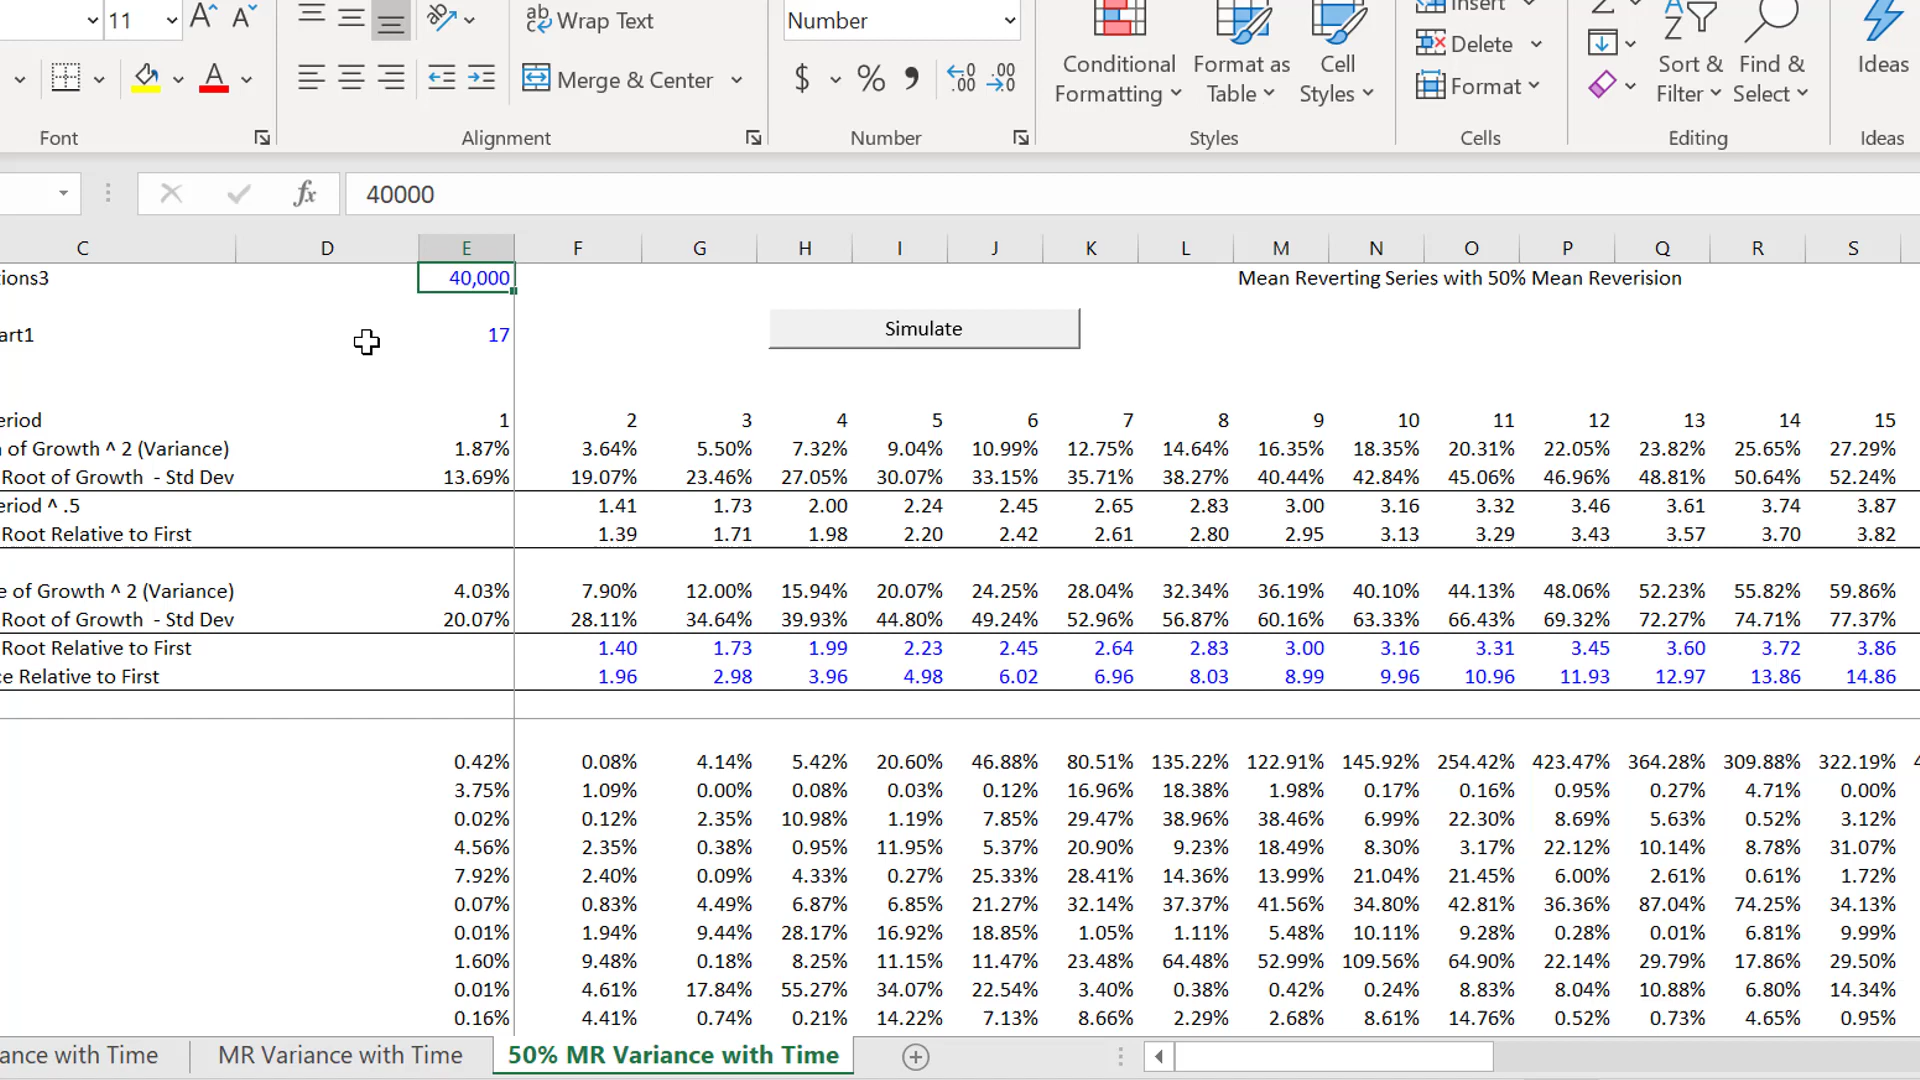 11 Wrap Text Number Insert
Merge & Center $ % Conditional Formatting Format as Table Cell Styles Delete Format Sort & Filter Find & Select Ideas
Font Alignment Number Styles Cells Editing Ideas
fx 40000
C D E F G H I J K L M N O P Q R S
ions3 40,000 Mean Reverting Series with 50% Mean Reverision
Simulate
art1 17
eriod 1 2 3 4 5 6 7 8 9 10 11 12 13 14 15
of Growth ^ 2 (Variance) 1.87% 3.64% 5.50% 7.32% 9.04% 10.99% 12.75% 14.64% 16.35% 18.35% 20.31% 22.05% 23.82% 25.65% 27.29%
Root of Growth - Std Dev 13.69% 19.07% 23.46% 27.05% 30.07% 33.15% 35.71% 38.27% 40.44% 42.84% 45.06% 46.96% 48.81% 50.64% 52.24%
eriod ^ .5 1.41 1.73 2.00 2.24 2.45 2.65 2.83 3.00 3.16 3.32 3.46 3.61 3.74 3.87
Root Relative to First 1.39 1.71 1.98 2.20 2.42 2.61 2.80 2.95 3.13 3.29 3.43 3.57 3.70 3.82
e of Growth ^ 2 (Variance) 4.03% 7.90% 12.00% 15.94% 20.07% 24.25% 28.04% 32.34% 36.19% 40.10% 44.13% 48.06% 52.23% 55.82% 59.86%
Root of Growth - Std Dev 20.07% 28.11% 34.64% 39.93% 44.80% 49.24% 52.96% 56.87% 60.16% 63.33% 66.43% 69.32% 72.27% 74.71% 77.37%
Root Relative to First 1.40 1.73 1.99 2.23 2.45 2.64 2.83 3.00 3.16 3.31 3.45 3.60 3.72 3.86
ce Relative to First 1.96 2.98 3.96 4.98 6.02 6.96 8.03 8.99 9.96 10.96 11.93 12.97 13.86 14.86
0.42% 0.08% 4.14% 5.42% 20.60% 46.88% 80.51% 135.22% 122.91% 145.92% 254.42% 423.47% 364.28% 309.88% 322.19%
3.75% 1.09% 0.00% 0.08% 0.03% 0.12% 16.96% 18.38% 1.98% 0.17% 0.16% 0.95% 0.27% 4.71% 0.00%
0.02% 0.12% 2.35% 10.98% 1.19% 7.85% 29.47% 38.96% 38.46% 6.99% 22.30% 8.69% 5.63% 0.52% 3.12%
4.56% 2.35% 0.38% 0.95% 11.95% 5.37% 20.90% 9.23% 18.49% 8.30% 3.17% 22.12% 10.14% 8.78% 31.07%
7.92% 2.40% 0.09% 4.33% 0.27% 25.33% 28.41% 14.36% 13.99% 21.04% 21.45% 6.00% 2.61% 0.61% 1.72%
0.07% 0.83% 4.49% 6.87% 6.85% 21.27% 32.14% 37.37% 41.56% 34.80% 42.81% 36.36% 87.04% 74.25% 34.13%
0.01% 1.94% 9.44% 28.17% 16.92% 18.85% 1.05% 1.11% 5.48% 10.11% 9.28% 0.28% 0.01% 6.81% 9.99%
1.60% 9.48% 0.18% 8.25% 11.15% 11.47% 23.48% 64.48% 52.99% 109.56% 64.90% 22.14% 29.79% 17.86% 29.50%
0.01% 4.61% 17.84% 55.27% 34.07% 22.54% 3.40% 0.38% 0.42% 0.24% 8.83% 8.04% 10.88% 6.80% 14.34%
0.16% 4.41% 0.74% 0.21% 14.22% 7.13% 8.66% 2.29% 2.68% 8.61% 14.76% 0.52% 0.73% 4.65% 0.95%
ance with Time MR Variance with Time 50% MR Variance with Time